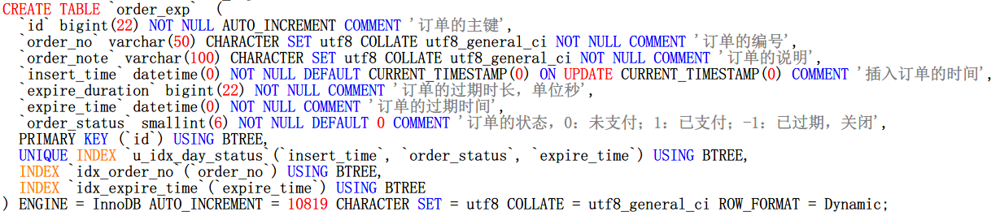 CREATE TABLE `order_exp`  (
  `id` bigint(22) NOT NULL AUTO_INCREMENT COMMENT '订单的主键',
  `order_no` varchar(50) CHARACTER SET utf8 COLLATE utf8_general_ci NOT NULL COMMENT '订单的编号',
  `order_note` varchar(100) CHARACTER SET utf8 COLLATE utf8_general_ci NOT NULL COMMENT '订单的说明',
  `insert_time` datetime(0) NOT NULL DEFAULT CURRENT_TIMESTAMP(0) ON UPDATE CURRENT_TIMESTAMP(0) COMMENT '插入订单的时间',
  `expire_duration` bigint(22) NOT NULL COMMENT '订单的过期时长，单位秒',
  `expire_time` datetime(0) NOT NULL COMMENT '订单的过期时间',
  `order_status` smallint(6) NOT NULL DEFAULT 0 COMMENT '订单的状态，0：未支付；1：已支付；-1：已过期，关闭',
  PRIMARY KEY (`id`) USING BTREE,
  UNIQUE INDEX `u_idx_day_status`(`insert_time`, `order_status`, `expire_time`) USING BTREE,
  INDEX `idx_order_no`(`order_no`) USING BTREE,
  INDEX `idx_expire_time`(`expire_time`) USING BTREE
) ENGINE = InnoDB AUTO_INCREMENT = 10819 CHARACTER SET = utf8 COLLATE = utf8_general_ci ROW_FORMAT = Dynamic;